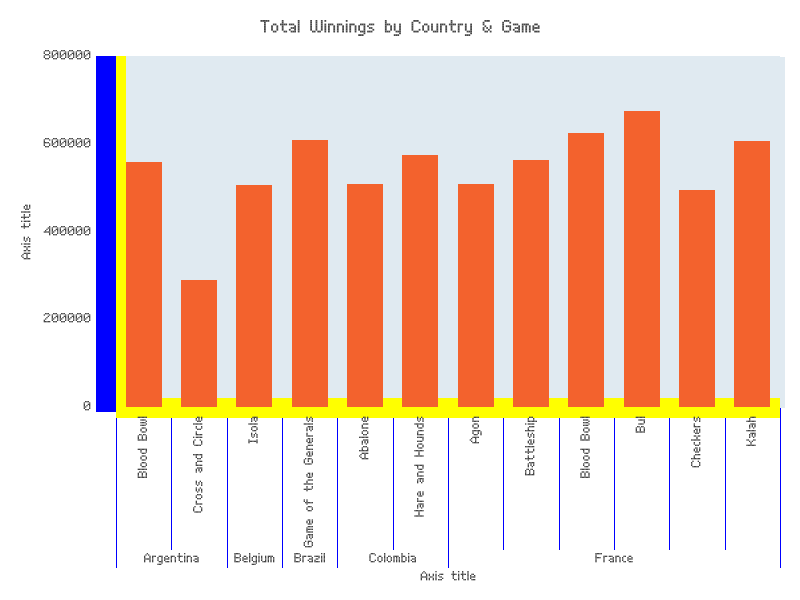 Total Winnings by Country & Game
800000
600000
400000
200000
0
Axis title
Blood Bowl
Cross and Circle
Isola
Game of the Generals
Abalone
Hare and Hounds
Agon
Battleship
Blood Bowl
Bul
Checkers
Kalah
Argentina
Belgium
Brazil
Colombia
France
Axis title